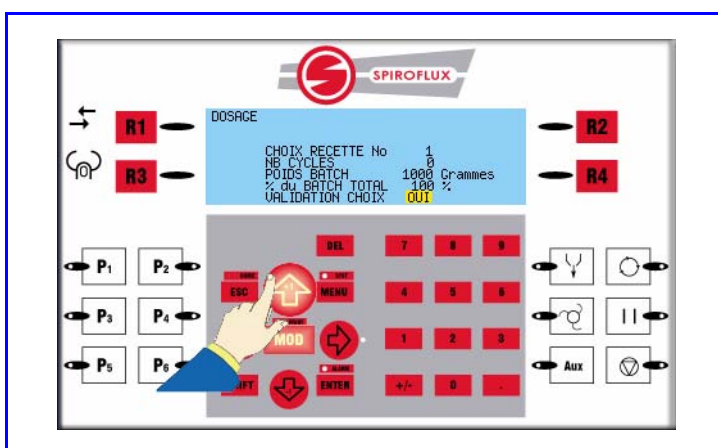 SPIROFLUX
DOSAGE
R1
R2
CHOIX RECETTE No 1
NB CYCLES 0
POIDS BATCH 1000 Grammes
% du BATCH TOTAL 100 %
VALIDATION CHOIX OUI
R3
R4
DEL 7 8 9
P1 P2
ESC +1 MENU 4 5 6
P3 P4
MOD 1 2 3
P5 P6
Aux
-1 ENTER +/- 0 .